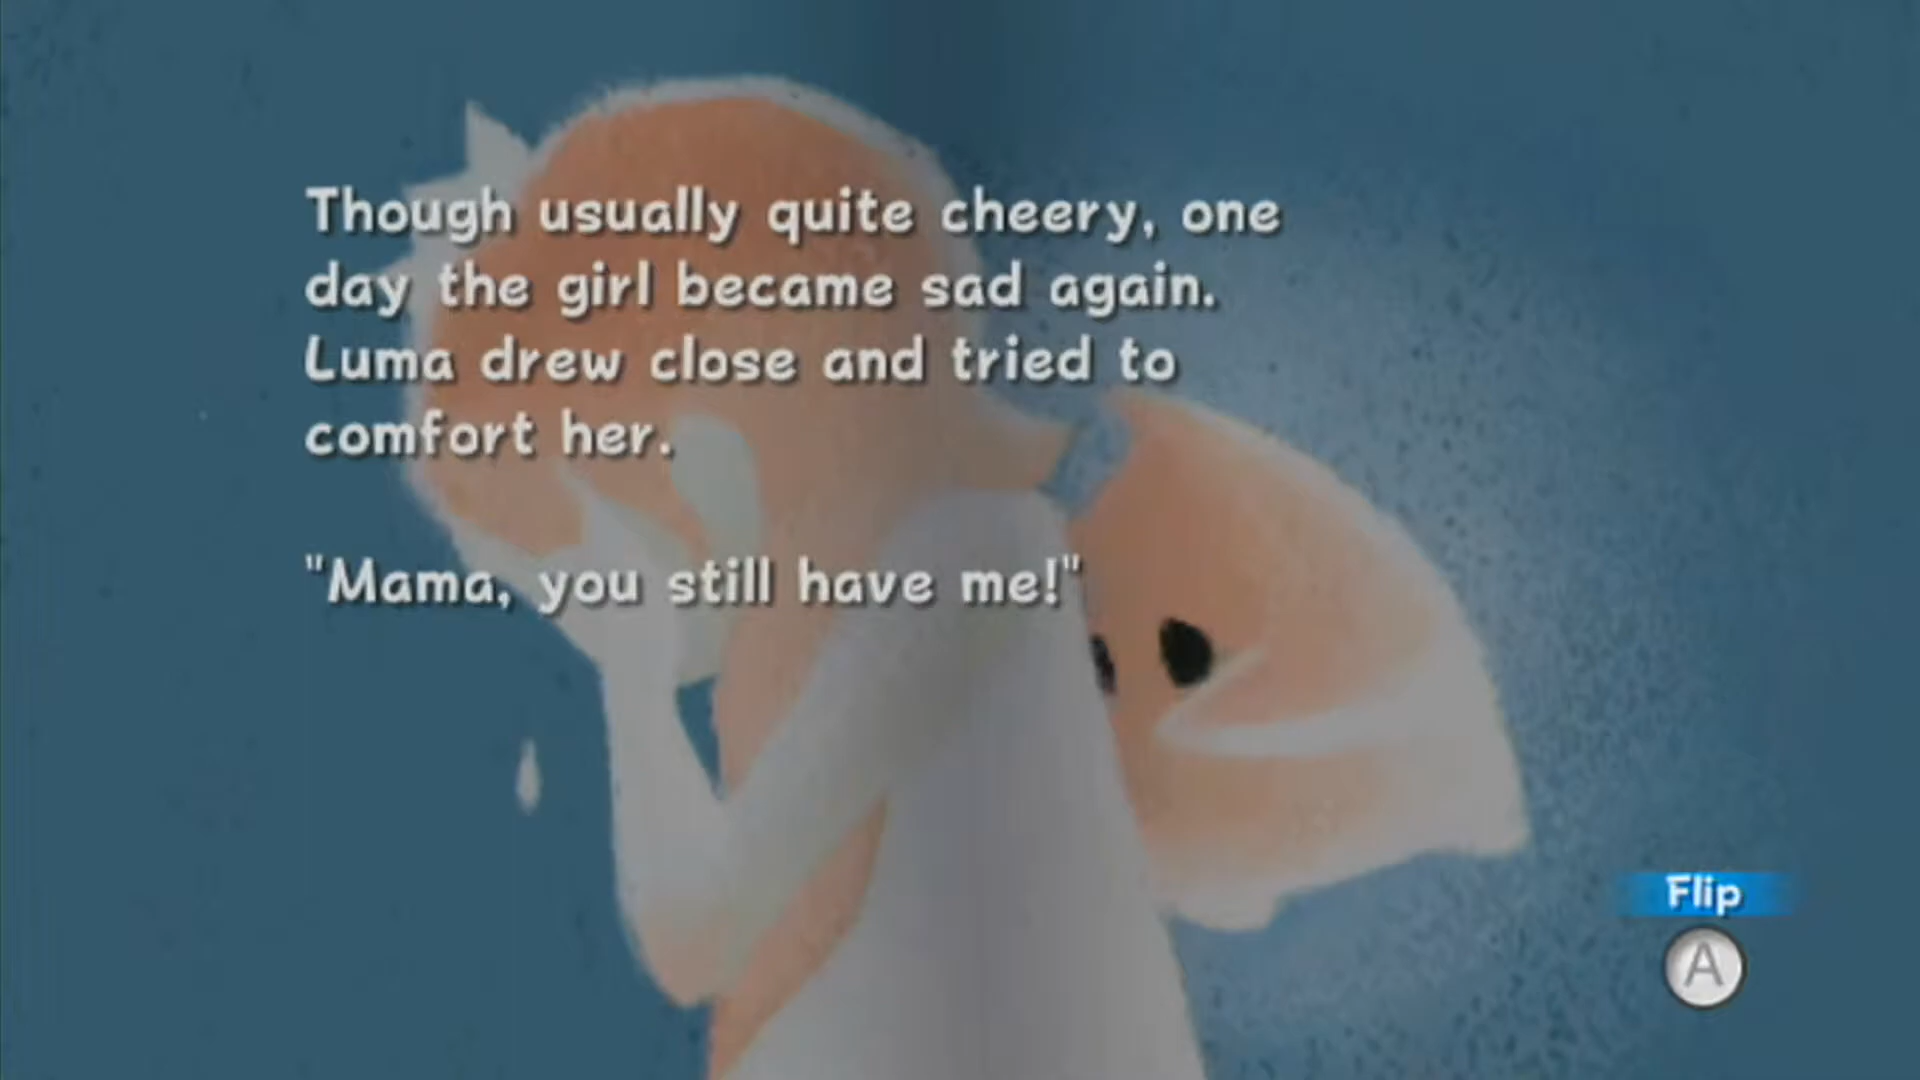 Though usually quite cheery, one
day the girl became sad again.
Luma drew close and tried to
comfort her.
"Mama, you still have me!"
Flip
A